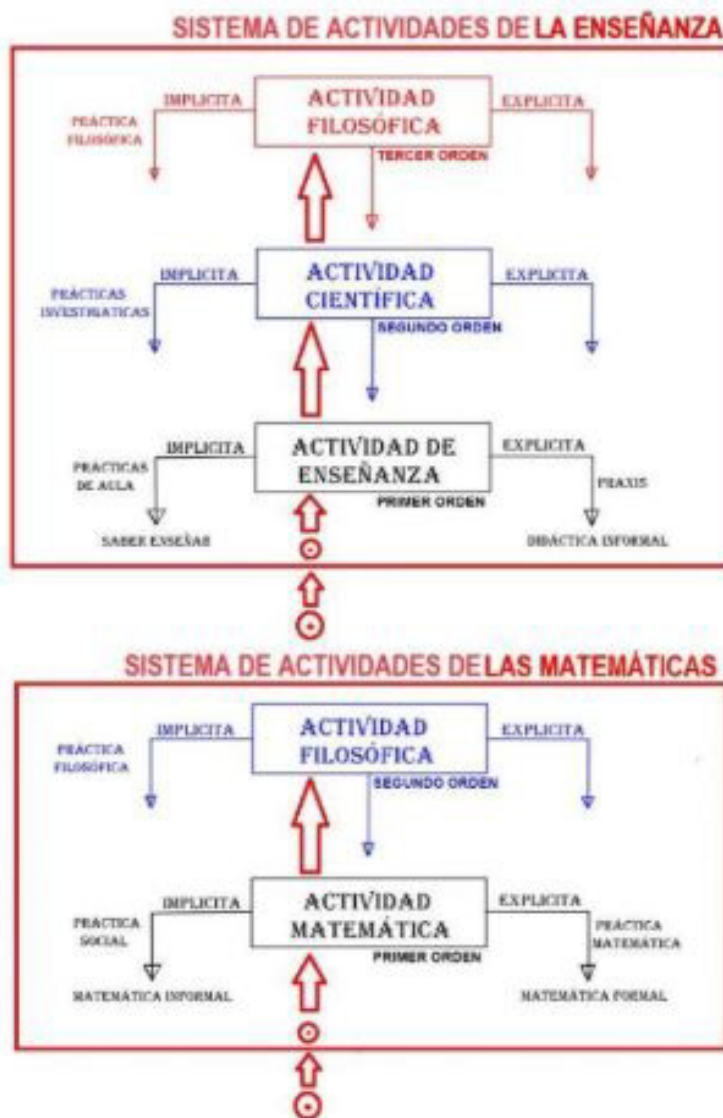 SISTEMA DE ACTIVIDADES DE LA ENSEÑANZA
IMPLICITA
ACTIVIDAD
FILOSÓFICA
EXPLICITA
PRÁCTICA
FILOSÓFICA
TERCER ORDEN
IMPLICITA
ACTIVIDAD
CIENTÍFICA
EXPLICITA
PRÁCTICAS
INVESTIGATICAS
SEGUNDO ORDEN
IMPLICITA
ACTIVIDAD DE
ENSEÑANZA
EXPLICITA
PRÁCTICAS
DE AULA
PRAXIS
PRIMER ORDEN
SABER ENSEÑAR
DIDÁCTICA INFORMAL
SISTEMA DE ACTIVIDADES DE LAS MATEMÁTICAS
IMPLICITA
ACTIVIDAD
FILOSÓFICA
EXPLICITA
PRÁCTICA
FILOSÓFICA
SEGUNDO ORDEN
IMPLICITA
ACTIVIDAD
MATEMÁTICA
EXPLICITA
PRÁCTICA
SOCIAL
PRÁCTICA
MATEMÁTICA
PRIMER ORDEN
MATEMÁTICA INFORMAL
MATEMÁTICA FORMAL